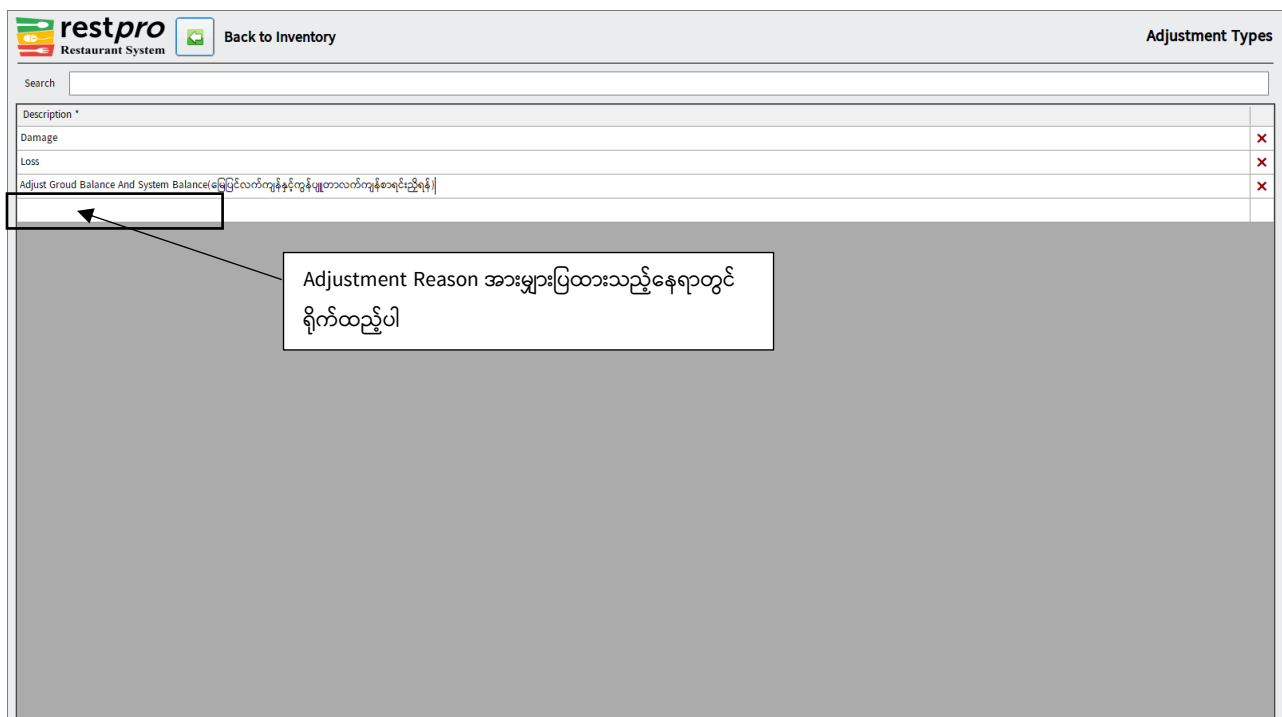 restpro
Restaurant System
Back to Inventory
Adjustment Types
Search
Description *
Damage
Loss
Adjust Groud Balance And System Balance(မြေပြင်လက်ကျန်နှင့်ကွန်ပျူတာလက်ကျန်စာရင်းညှိရန်)
Adjustment Reason အားမျှားပြထားသည့်နေရာတွင်
ရိုက်ထည့်ပါ